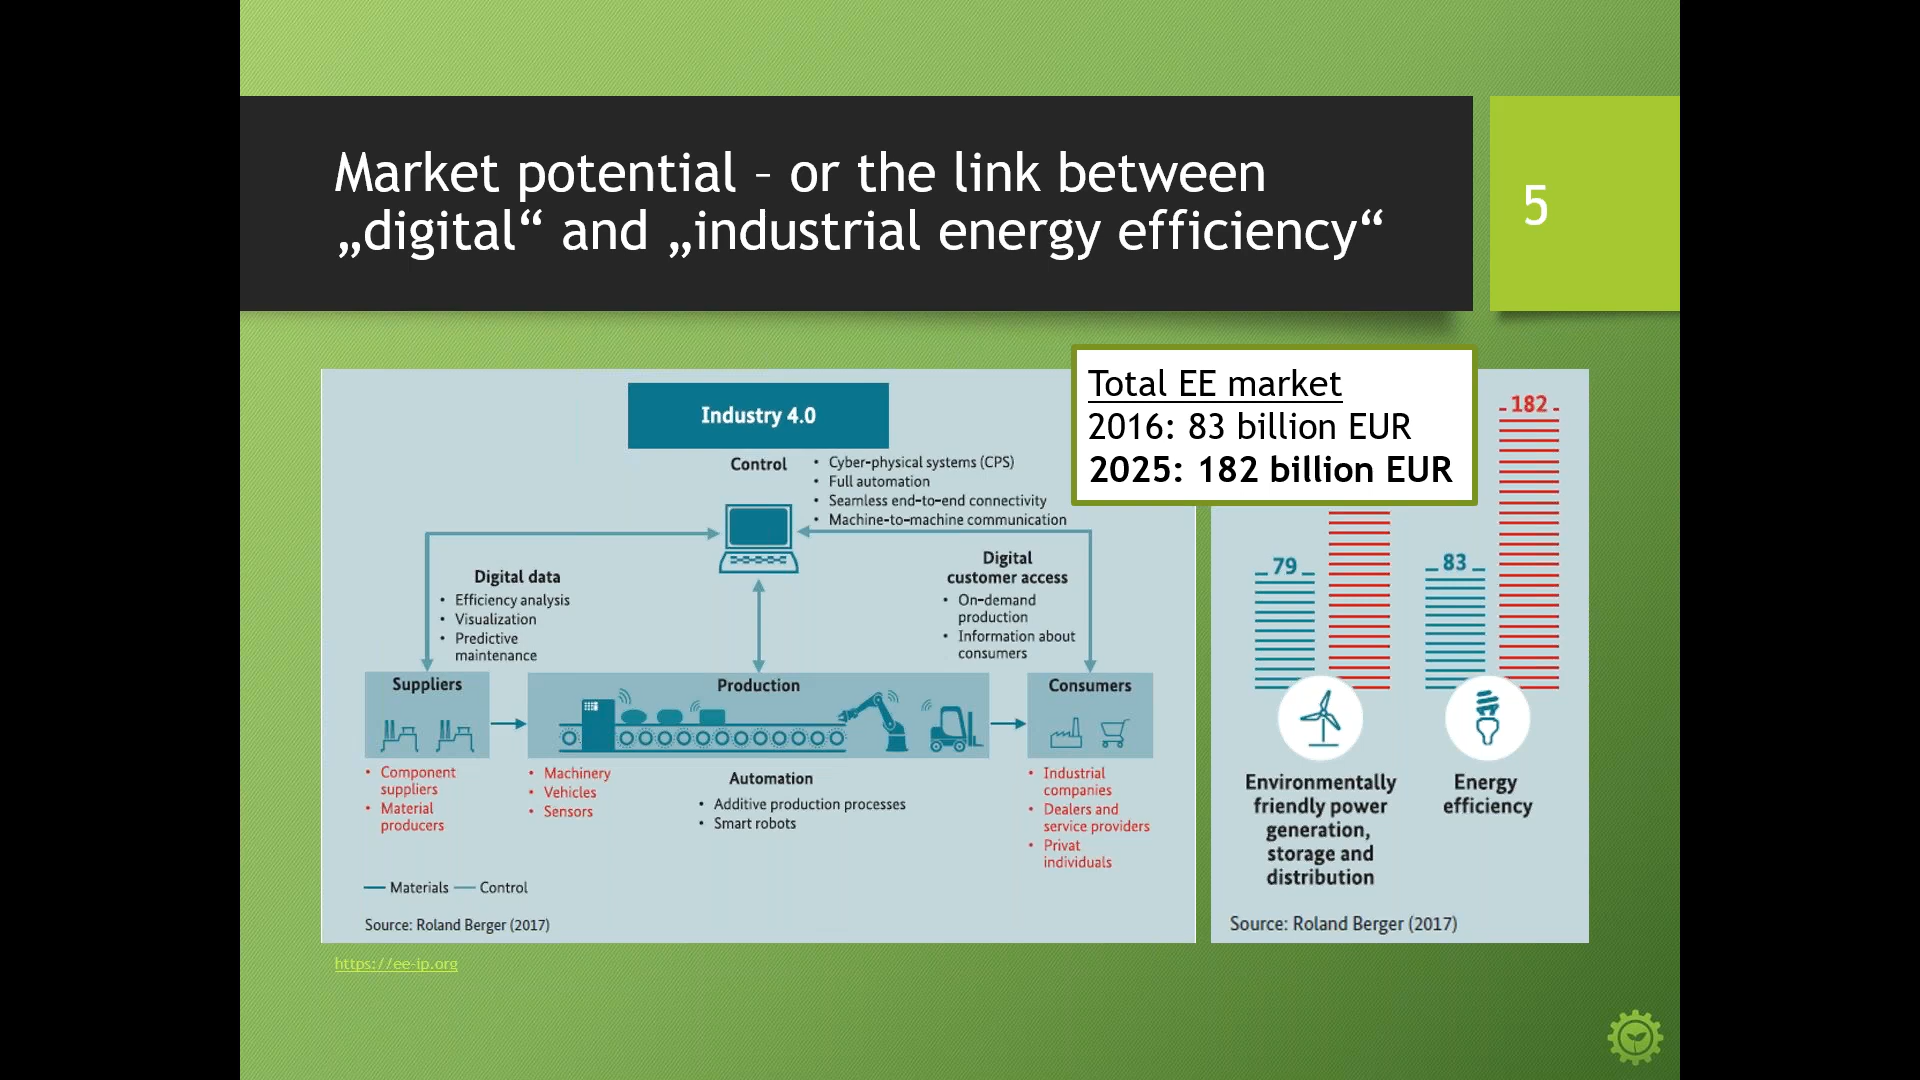 Market potential – or the link between
„digital“ and „industrial energy efficiency“
5
Total EE market
2016: 83 billion EUR
2025: 182 billion EUR
Industry 4.0
Control
• Cyber-physical systems (CPS)
• Full automation
• Seamless end-to-end connectivity
• Machine-to-machine communication
Digital data
• Efficiency analysis
• Visualization
• Predictive
maintenance
Digital
customer access
• On-demand
production
• Information about
consumers
Suppliers
Production
Consumers
• Component
suppliers
• Material
producers
• Machinery
• Vehicles
• Sensors
Automation
• Additive production processes
• Smart robots
• Industrial
companies
• Dealers and
service providers
• Privat
individuals
Materials
Control
Source: Roland Berger (2017)
79
83
182
Environmentally
friendly power
generation,
storage and
distribution
Energy
efficiency
Source: Roland Berger (2017)
https://ee-ip.org